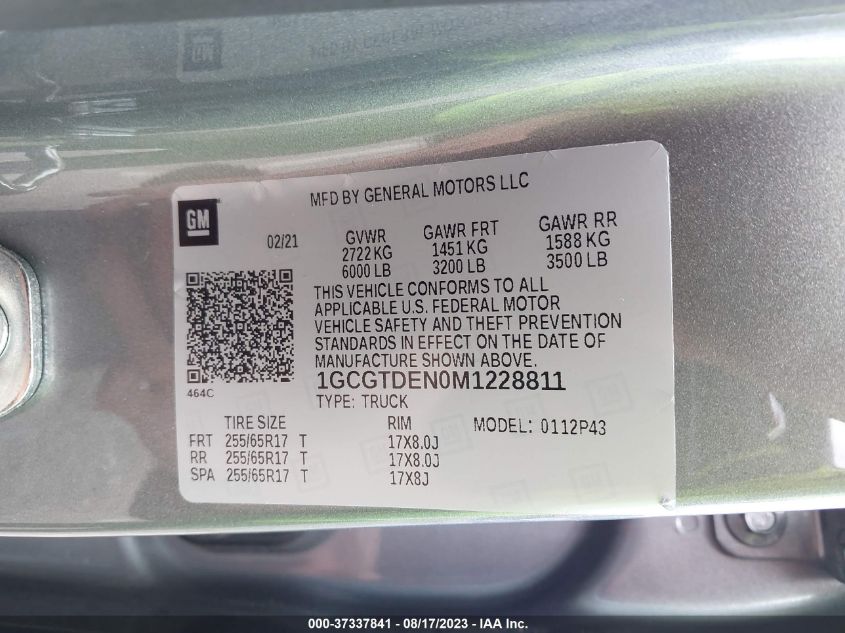 GM
MFD BY GENERAL MOTORS LLC
02/21
GVWR
2722 KG
6000 LB
GAWR FRT
1451 KG
3200 LB
GAWR RR
1588 KG
3500 LB
THIS VEHICLE CONFORMS TO ALL
APPLICABLE U.S. FEDERAL MOTOR
VEHICLE SAFETY AND THEFT PREVENTION
STANDARDS IN EFFECT ON THE DATE OF
MANUFACTURE SHOWN ABOVE.
464C
1GCGTDEN0M1228811
TYPE: TRUCK
TIRE SIZE RIM MODEL: 0112P43
FRT 255/65R17 T 17X8.0J
RR 255/65R17 T 17X8.0J
SPA 255/65R17 T 17X8J
000-37337841 - 08/17/2023 - IAA Inc.